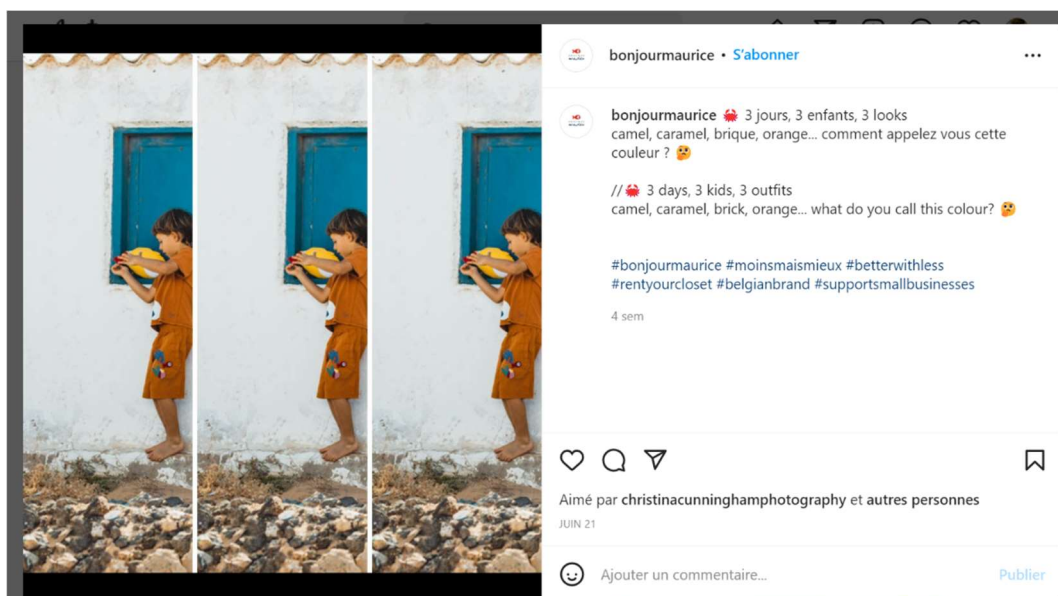 bonjourmaurice • S'abonner
bonjourmaurice 🦀 3 jours, 3 enfants, 3 looks
camel, caramel, brique, orange... comment appelez vous cette
couleur ? 🤔
//🦀 3 days, 3 kids, 3 outfits
camel, caramel, brick, orange... what do you call this colour? 🤔
#bonjourmaurice #moinsmaismieux #betterwithless
#rentyourcloset #belgianbrand #supportsmallbusinesses
4 sem
Aimé par christinacunninghamphotography et autres personnes
JUIN 21
Ajouter un commentaire...
Publier